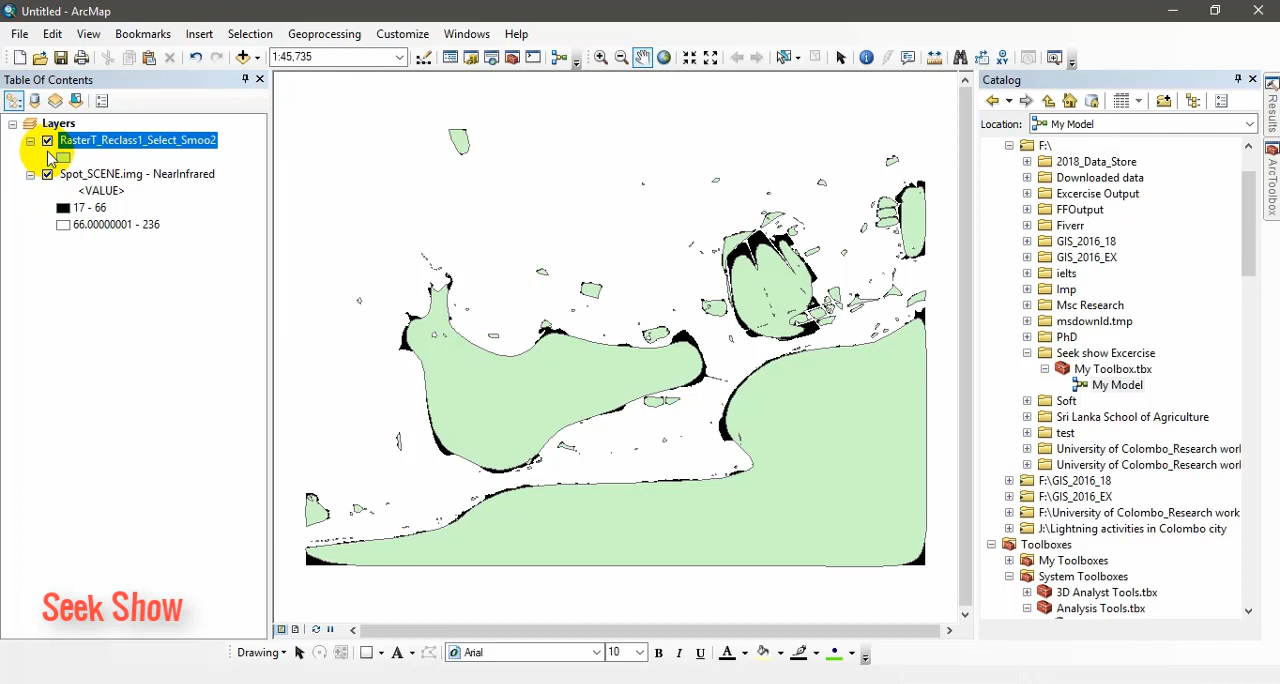 Untitled - ArcMap
File Edit View Bookmarks Insert Selection Geoprocessing Customize Windows Help
1:45,735
Table Of Contents
Layers
RasterT_Reclass1_Select_Smoo2
Spot_SCENE.img - NearInfrared
<VALUE>
17 - 66
66.00000001 - 236
Seek Show
Catalog
Location: My Model
F:\
2018_Data_Store
Downloaded data
Excercise Output
FFOutput
Fiverr
GIS_2016_18
GIS_2016_EX
ielts
Imp
Msc Research
msdownld.tmp
PhD
Seek show Excercise
My Toolbox.tbx
My Model
Soft
Sri Lanka School of Agriculture
test
University of Colombo_Research worl
University of Colombo_Research worl
F:\GIS_2016_18
F:\GIS_2016_EX
F:\University of Colombo_Research work
J:\Lightning activities in Colombo city
Toolboxes
My Toolboxes
System Toolboxes
3D Analyst Tools.tbx
Analysis Tools.tbx
Results
ArcToolbox
Drawing
A
Arial
10
B I U A